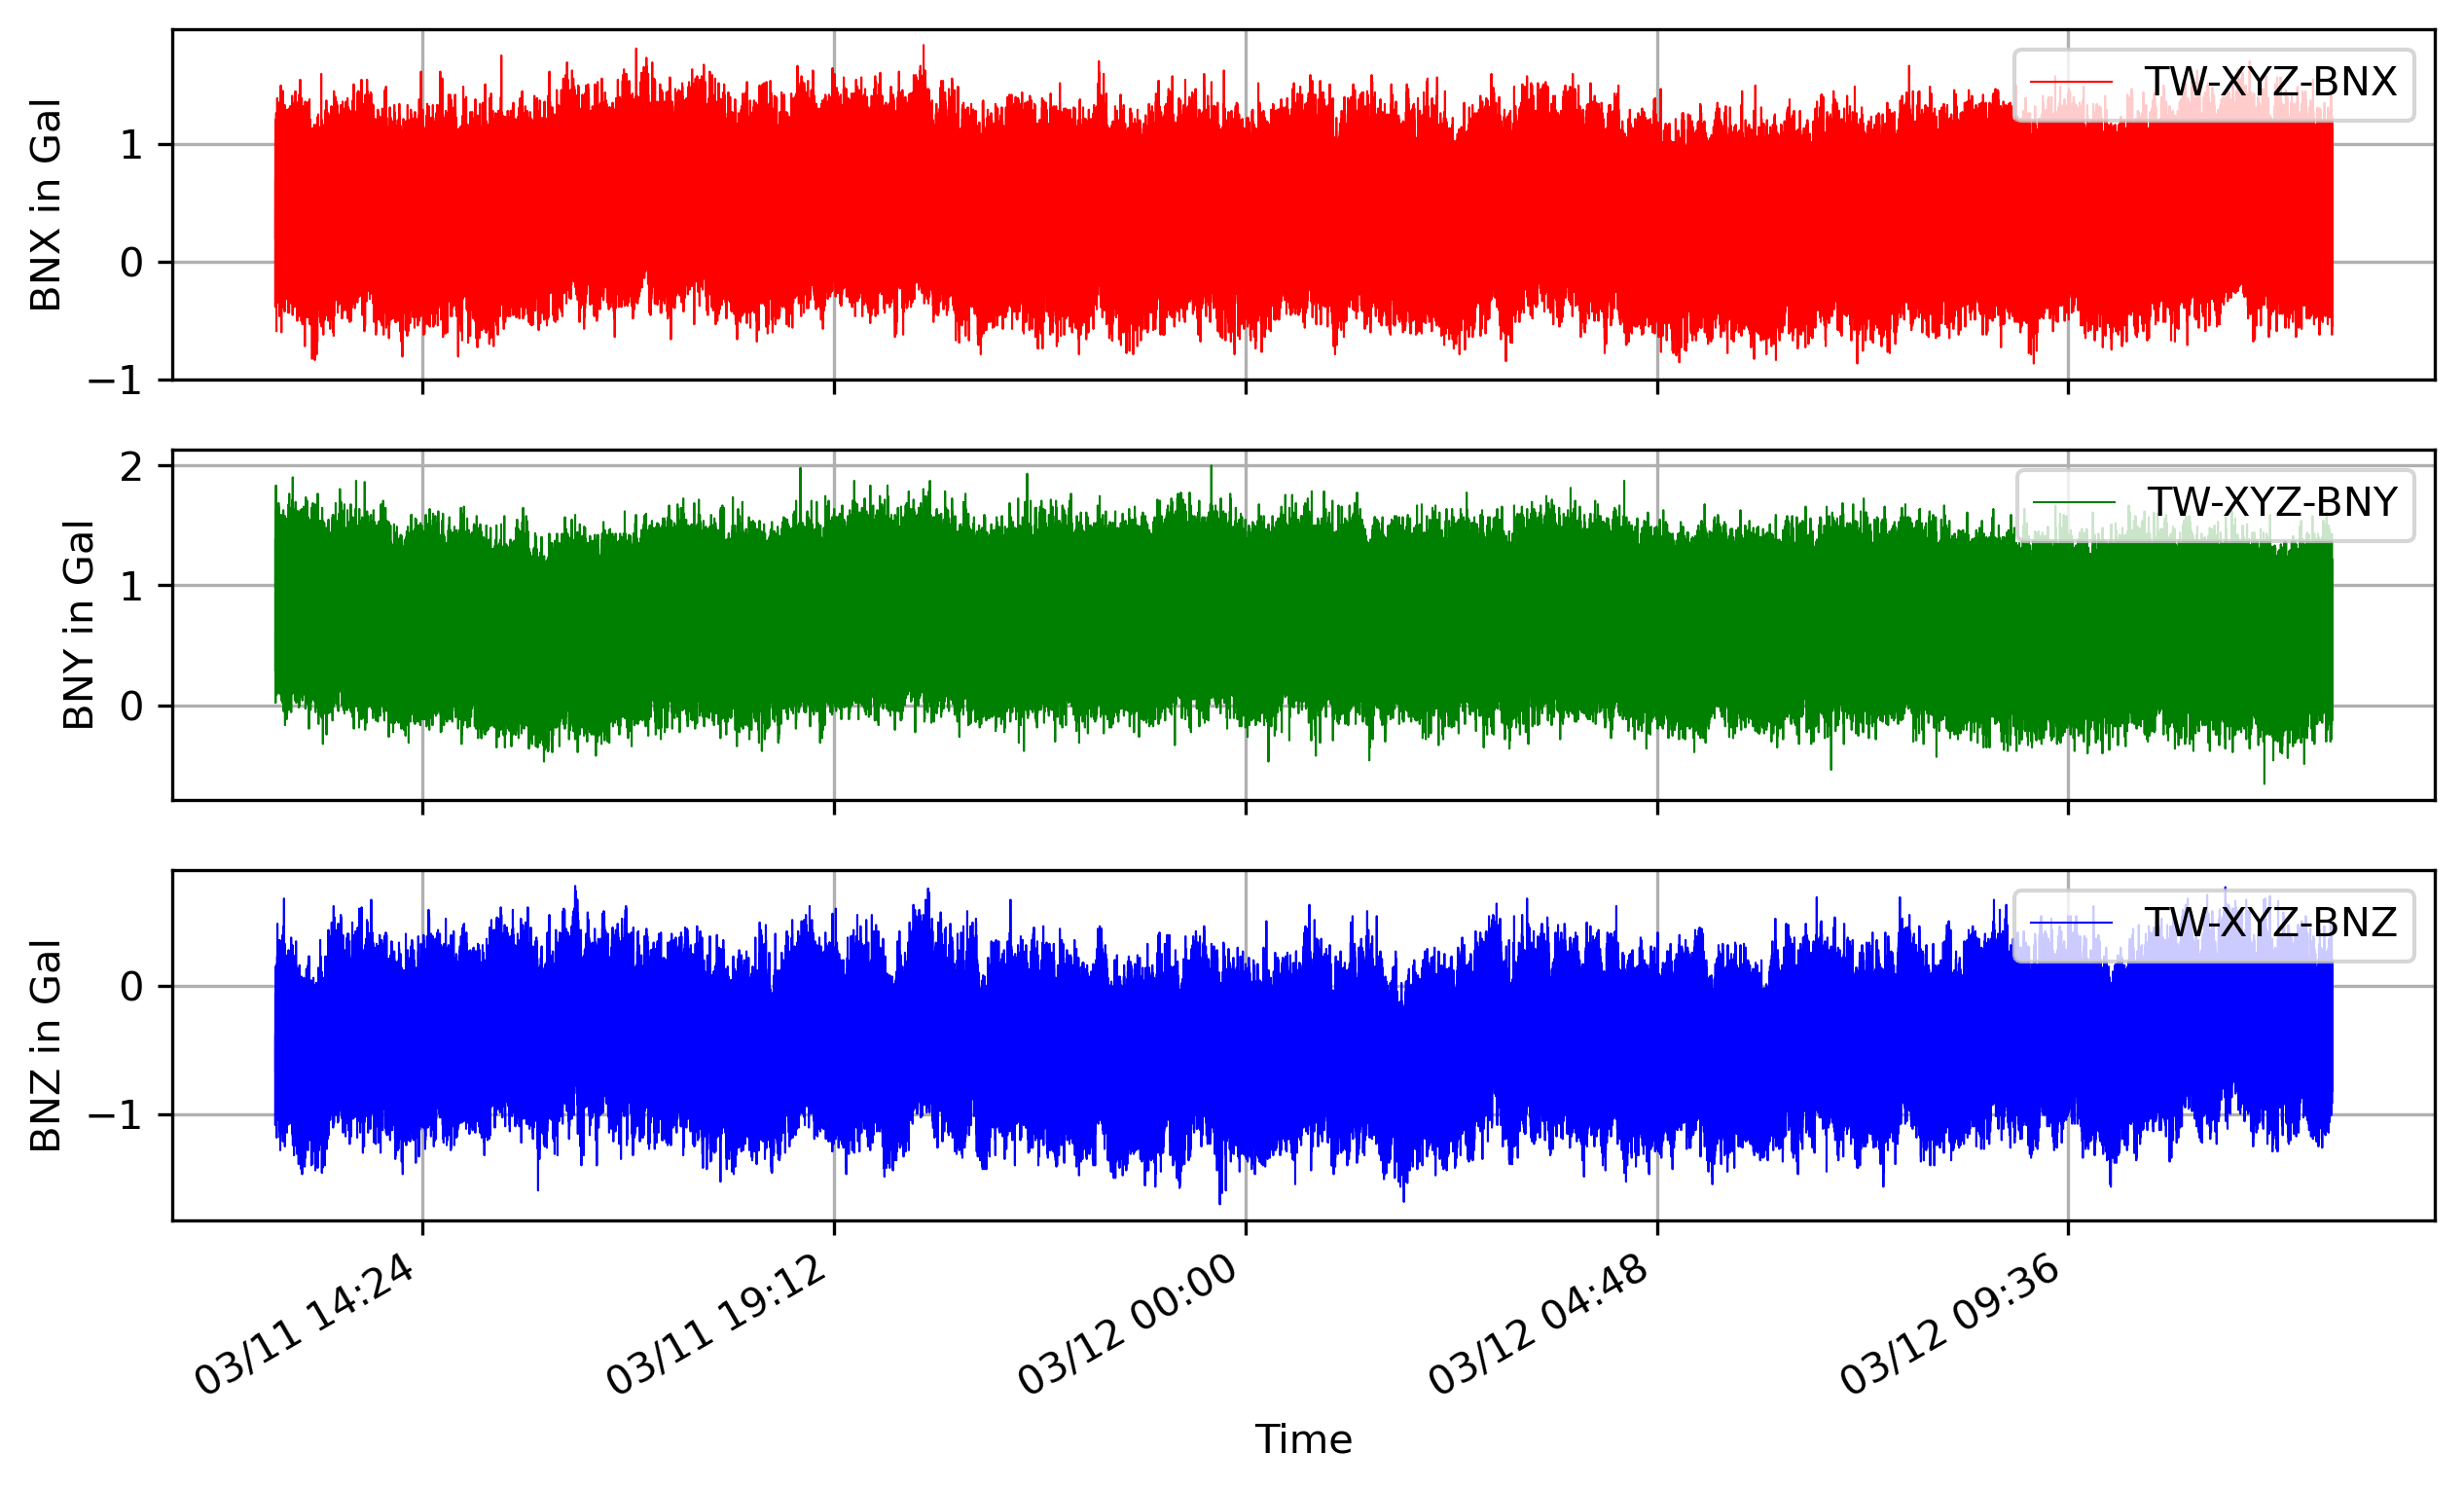 BNX in Gal
1
0
−1
TW-XYZ-BNX
BNY in Gal
2
1
0
TW-XYZ-BNY
BNZ in Gal
0
−1
TW-XYZ-BNZ
03/11 14:24
03/11 19:12
03/12 00:00
03/12 04:48
03/12 09:36
Time